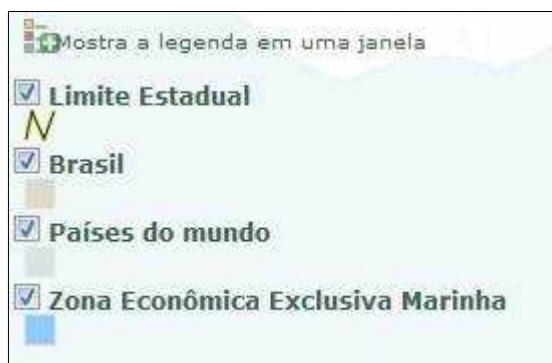 Mostra a legenda em uma janela
Limite Estadual
Brasil
Países do mundo
Zona Econômica Exclusiva Marinha